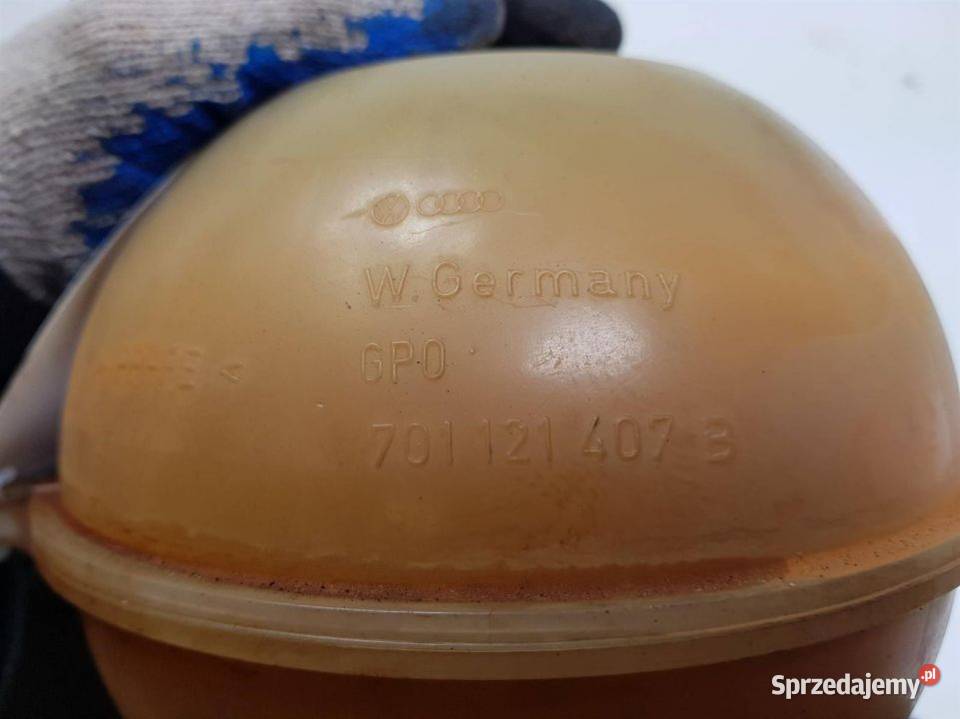 W. Germany
GPO
701 121 407 B
Sprzedajemy.pl